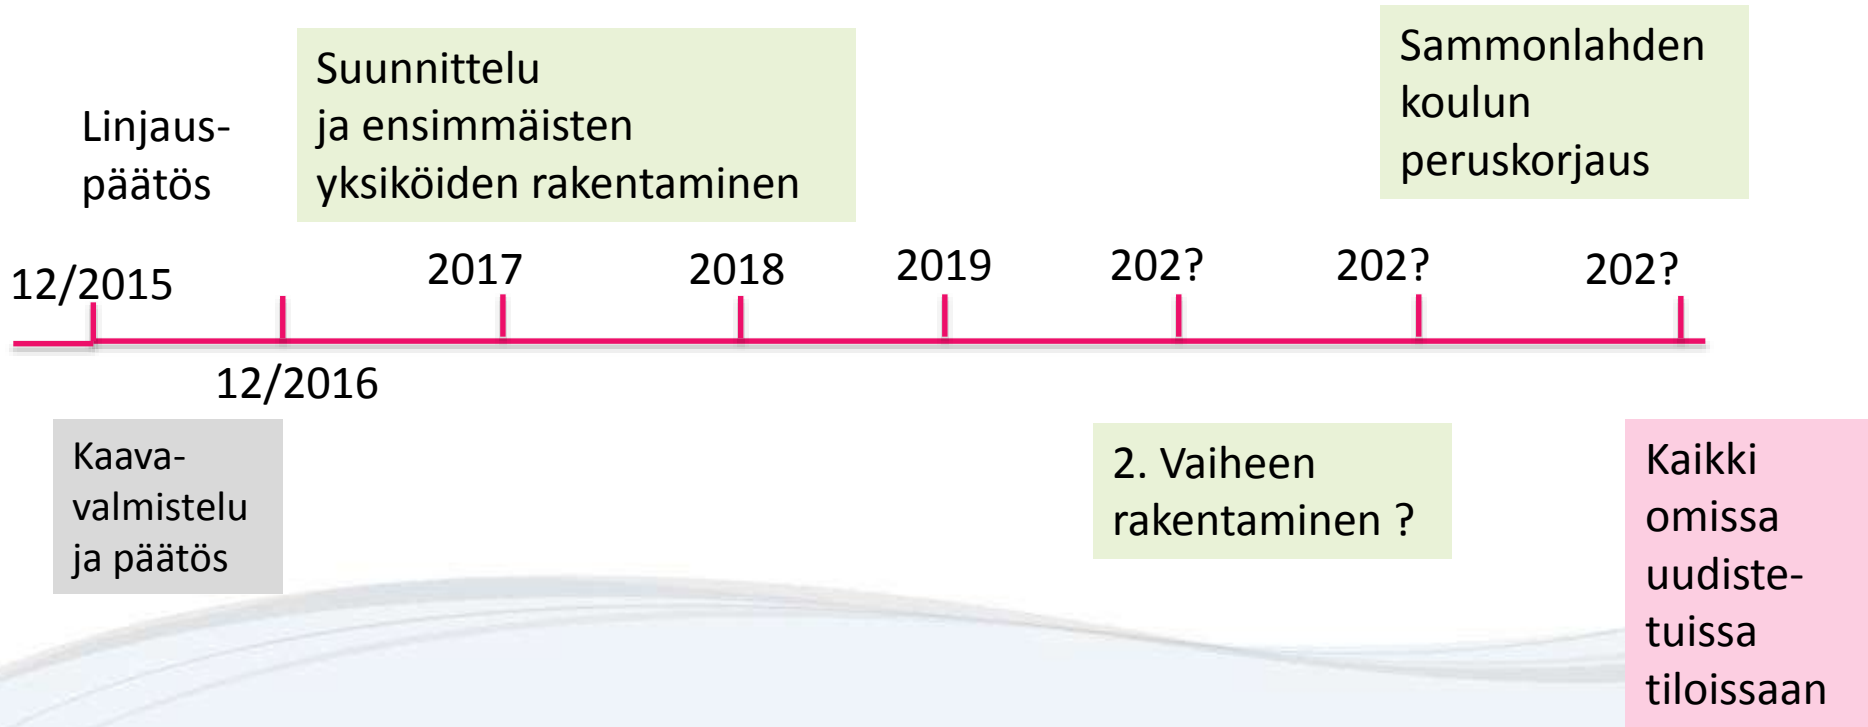 Linjaus-
päätös
Suunnittelu
ja ensimmäisten
yksiköiden rakentaminen
Sammonlahden
koulun
peruskorjaus
12/2015
2017
2018
2019
202?
202?
202?
12/2016
Kaava-
valmistelu
ja päätös
2. Vaiheen
rakentaminen ?
Kaikki
omissa
uudiste-
tuissa
tiloissaan